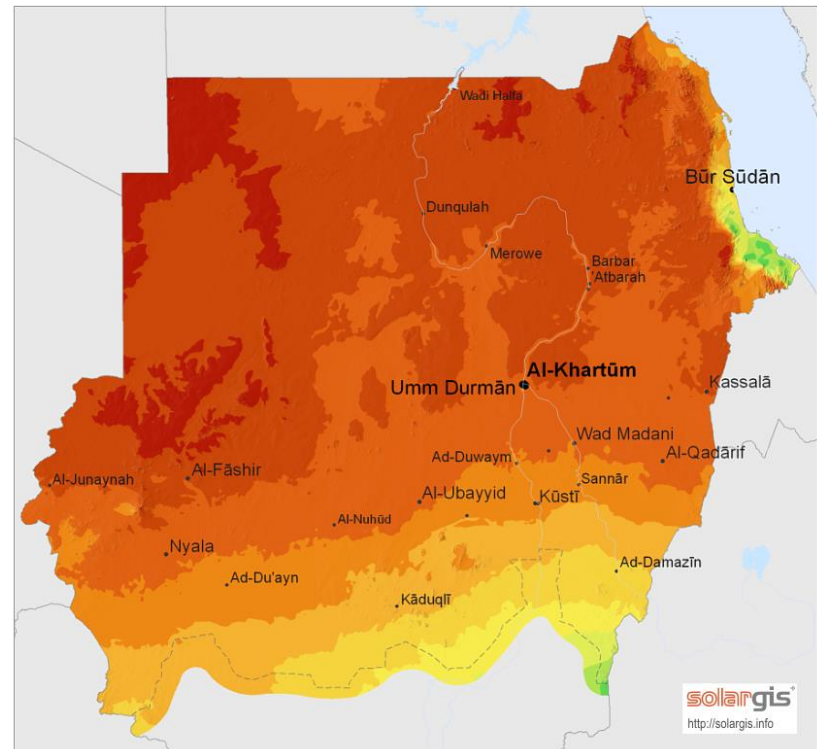 Wadi Halfa
Būr Sūdān
Dunqulah
Merowe
Barbar
'Atbarah
Al-Khartūm
Umm Durmān
Kassalā
Wad Madani
Ad-Duwaym
Al-Qadārif
Al-Fāshir
Al-Junaynah
Sannār
Al-Ubayyid
Kūstī
Al-Nuhūd
Nyala
Ad-Du'ayn
Ad-Damazīn
Kāduqlī
solargis
http://solargis.info